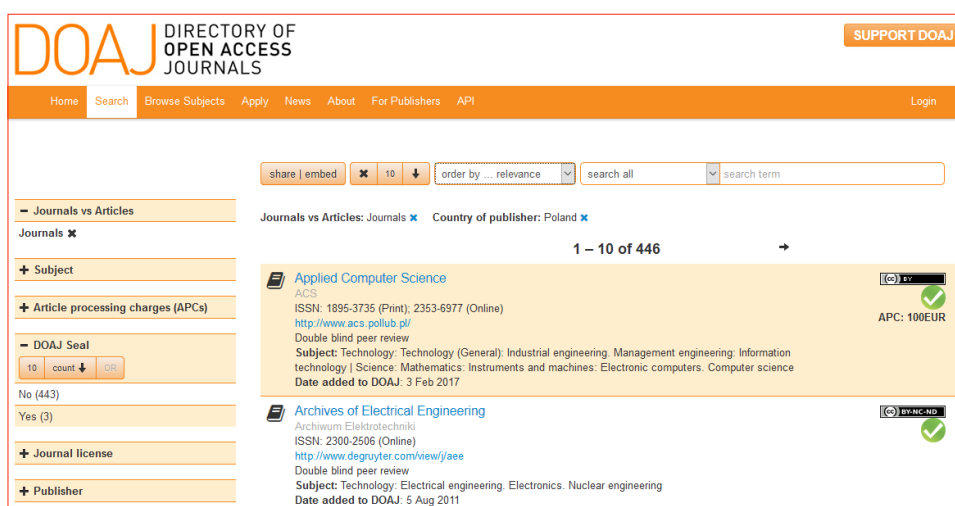 DOAJ
DIRECTORY OF
OPEN ACCESS
JOURNALS
SUPPORT DOAJ
Home Search Browse Subjects Apply News About For Publishers API Login
share | embed 10 order by ... relevance search all search term
Journals vs Articles
Journals
Journals vs Articles: Journals Country of publisher: Poland
1 – 10 of 446
Subject
Article processing charges (APCs)
DOAJ Seal
10 count OR
No (443)
Yes (3)
Journal license
Publisher
Applied Computer Science
ACS
ISSN: 1895-3735 (Print); 2353-6977 (Online)
http://www.acs.pollub.pl/
Double blind peer review
Subject: Technology: Technology (General): Industrial engineering. Management engineering: Information
technology | Science: Mathematics: Instruments and machines: Electronic computers. Computer science
Date added to DOAJ: 3 Feb 2017
(cc) BY
APC: 100EUR
Archives of Electrical Engineering
Archiwum Elektrotechniki
ISSN: 2300-2506 (Online)
http://www.degruyter.com/view/j/aee
Double blind peer review
Subject: Technology: Electrical engineering. Electronics. Nuclear engineering
Date added to DOAJ: 5 Aug 2011
(cc) BY-NC-ND